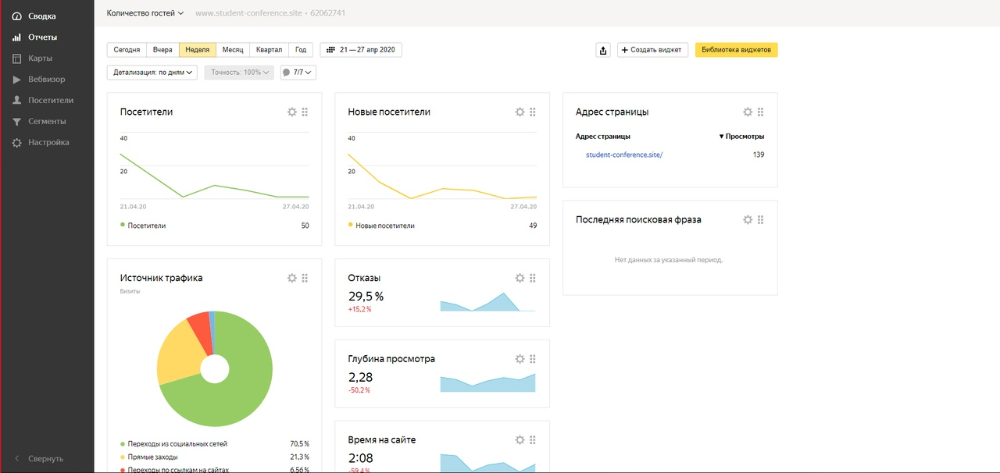 Сводка
Отчеты
Карты
Вебвизор
Посетители
Сегменты
Настройка
Свернуть
Количество гостей www.student-conference.site • 62062741
Сегодня Вчера Неделя Месяц Квартал Год 21 — 27 апр 2020 Создать виджет Библиотека виджетов
Детализация: по дням Точность: 100% 7/7
Посетители
40
20
21.04.20 27.04.20
Посетители 50
Новые посетители
40
20
21.04.20 27.04.20
Новые посетители 49
Адрес страницы
Адрес страницы ▼ Просмотры
student-conference.site/ 139
Последняя поисковая фраза
Нет данных за указанный период.
Источник трафика
Визиты
Переходы из социальных сетей 70,5 %
Прямые заходы 21,3 %
Переходы по ссылкам на сайтах 6,56 %
Отказы
29,5 %
+15,2 %
Глубина просмотра
2,28
-50,2 %
Время на сайте
2:08
-59,4 %